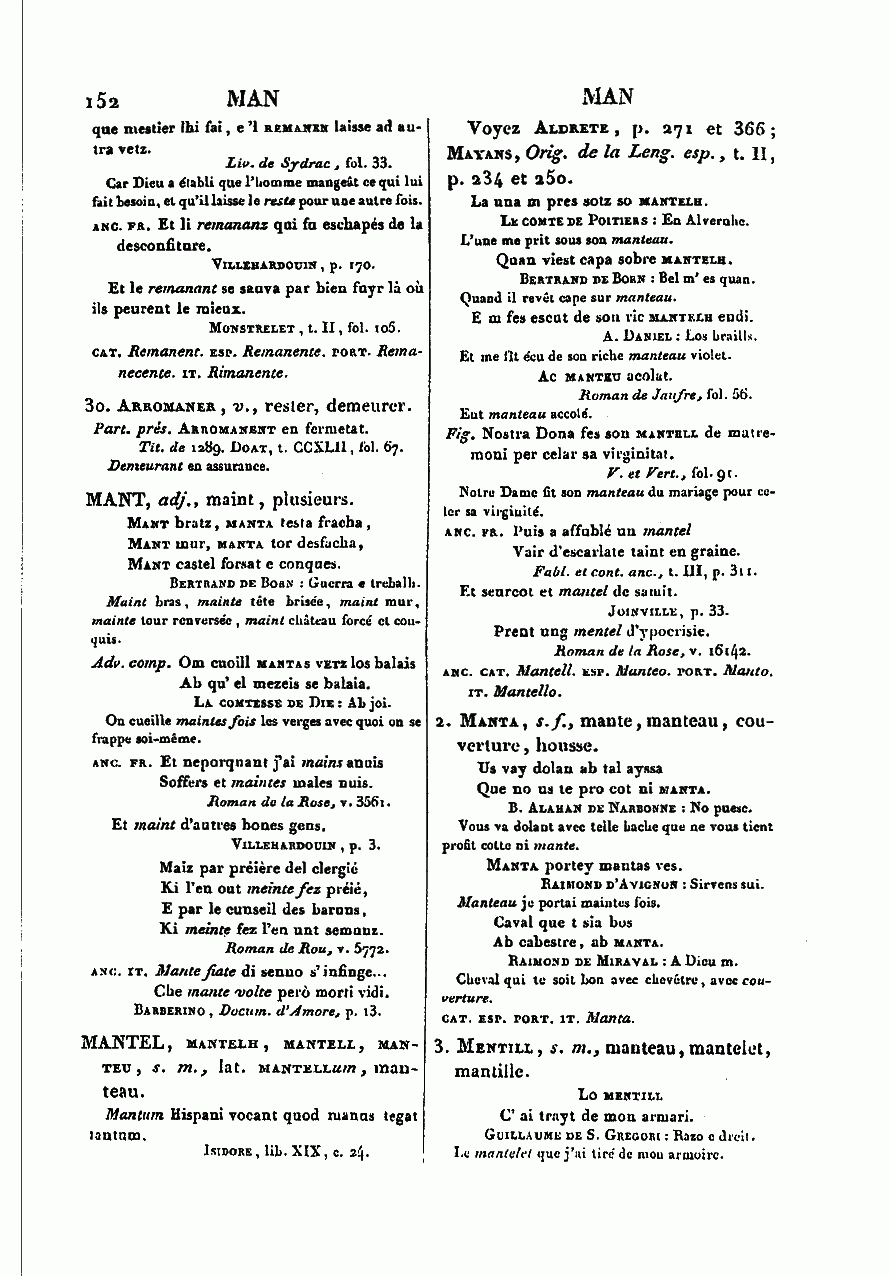 152 MAN MAN
que mestier lhi fai, e 'l REMANEN laisse ad au-
tra vetz.
Liv. de Sydrac, fol. 33.
Car Dieu a établi que l'homme mangeât ce qui lui
fait besoin, et qu'il laisse le reste pour une autre fois.
ANC. FR. Et li remananz qui fu eschapés de la
desconfiture.
VILLEHARDOUIN, p. 170.
Et le remanant se sauva par bien fuyr là où
ils peurent le mieux.
MONSTRELET, t. II, fol. 106.
CAT. Remanent. ESP. Remanente. PORT. Rema-
necente. IT. Rimanente.
30. ARROMANER, v., rester, demeurer.
Part. prés. ARROMANENT en fermetat.
Tit. de 1289. DOAT, t. CCXLII, fol. 67.
Demeurant en assurance.
MANT, adj., maint, plusieurs.
MANT bratz, MANTA testa fracha,
MANT mur, MANTA tor desfacha,
MANT castel forsat e conques.
BERTRAND DE BORN : Guerra e trebalh.
Maint bras, mainte tête brisée, maint mur,
mainte tour renversée, maint château forcé et con-
quis.
Adv. comp. Om cuoill MANTAS VETZ los balais
Ab qu' el mezeis se balaia.
LA COMTESSE DE DIE : Ab joi.
On cueille maintes fois les verges avec quoi on se
frappe soi-même.
ANC. FR. Et neporquant j'ai mains anuis
Soffers et maintes males nuis.
Roman de la Rose, v. 3561.
Et maint d'autres bones gens.
VILLEHARDOUIN, p. 3.
Maiz par préière del clergié
Ki l'en out meinte fez préié,
E par le cunseil des baruns,
Ki meinte fez l'en unt semunz.
Roman de Rou, v. 5772.
ANC. IT. Mante fiate di senno s' infinge...
Che mante volte però morti vidi.
BARBERINO, Docum. d'Amore, p. 13.
MANTEL, MANTELH, MANTELL, MAN-
TEU, s. m., lat. MANTELLum, man-
teau.
Mantum Hispani vocant quod manus tegat
tantum.
ISIDORE, lib. XIX, c. 24.
Voyez ALDRETE, p. 271 et 366;
MAYANS, Orig. de la Leng. esp., t. II,
p. 234 et 250.
La una m pres sotz so MANTELH.
LE COMTE DE POITIERS : En Alvernhe.
L'une me prit sous son manteau.
Quan viest capa sobre MANTELH.
BERTRAND DE BORN : Bel m' es quan.
Quand il revêt cape sur manteau.
E m fes escut de son ric MANTELH endi.
A. DANIEL : Los braills.
Et me fit écu de son riche manteau violet.
Ac MANTEU acolat.
Roman de Jaufre, fol. 56.
Eut manteau accolé.
Fig. Nostra Dona fes son MANTELL de matre-
moni per celar sa virginitat.
V. et Vert., fol. 91.
Notre Dame fit son manteau du mariage pour ce-
ler sa virginité.
ANC. FR. Puis a affublé un mantel
Vair d'escarlate taint en graine.
Fabl. et cont. anc., t. III, p. 311.
Et seurcot et mantel de samit.
JOINVILLE, p. 33.
Prent ung mentel d'ypocrisie.
Roman de la Rose, v. 16142.
ANC. CAT. Mantell. ESP. Manteo. PORT. Manto.
IT. Mantello.
2. MANTA, s. f., mante, manteau, cou-
verture, housse.
Us vay dolan ab tal ayssa
Que no us te pro cot ni MANTA.
B. ALAHAN DE NARBONNE : No puesc.
Vous va dolant avec telle hache que ne vous tient
profit cotte ni mante.
MANTA portey mantas ves.
RAIMOND D'AVIGNON : Sirvens sui.
Manteau je portai maintes fois.
Caval que t sia bos
Ab cabestre, ab MANTA.
RAIMOND DE MIRAVAL : A Dieu m.
Cheval qui te soit bon avec chevêtre, avec cou-
verture.
CAT. ESP. PORT. IT. Manta.
3. MENTILL, s. m., manteau, mantelet,
mantille.
Lo MENTILL
C' ai trayt de mon armari.
GUILLAUME DE S. GREGORI : Razo e dreit.
Le mantelet que j'ai tiré de mon armoire.